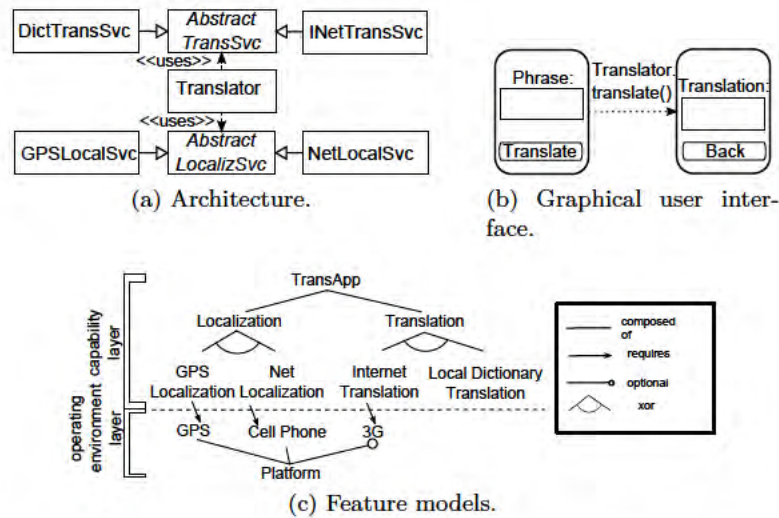 DictTransSvc
Abstract
TransSvc
INetTransSvc
<<uses>>
Translator
<<uses>>
GPSLocalSvc
Abstract
LocalizSvc
NetLocalSvc
(a) Architecture.
Phrase:
Translate
Translator.
translate()
Translation:
Back
(b) Graphical user inter-
face.
operating
environment
layer
capability
layer
TransApp
Localization
Translation
GPS
Localization
Net
Localization
Internet
Translation
Local Dictionary
Translation
GPS
Cell Phone
3G
Platform
composed
of
requires
optional
xor
(c) Feature models.